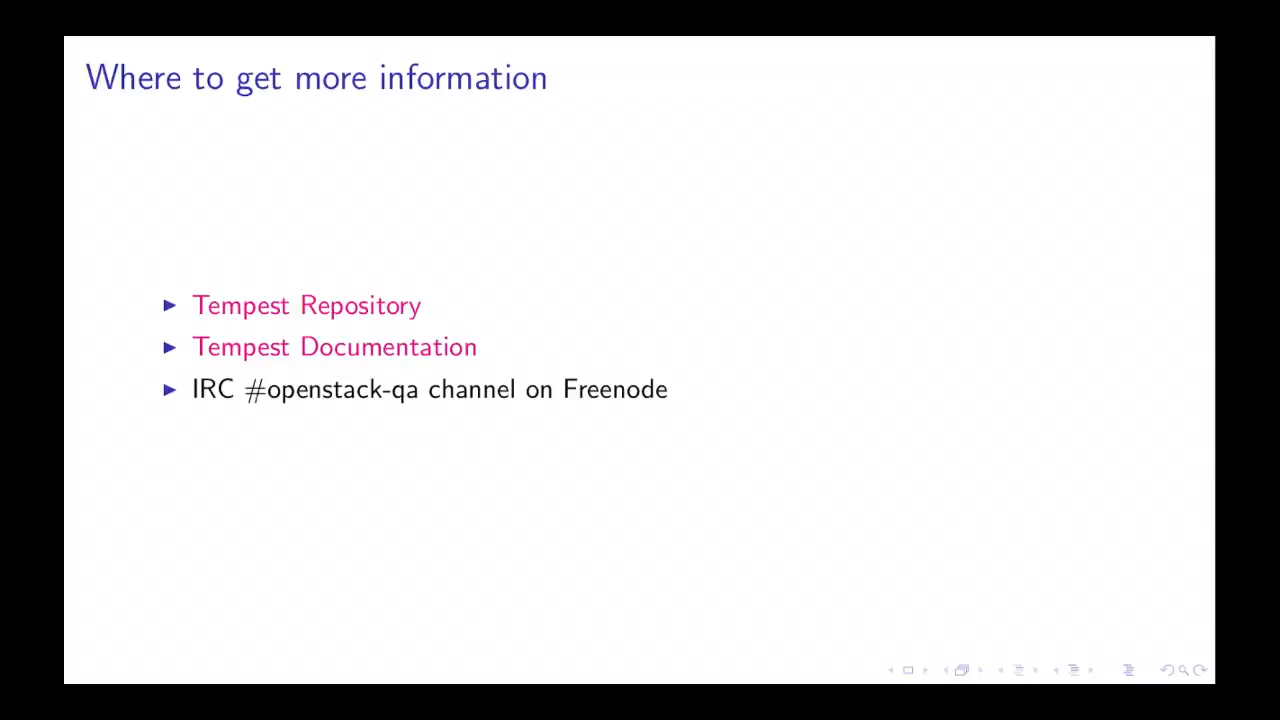 Where to get more information
Tempest Repository
Tempest Documentation
IRC #openstack-qa channel on Freenode